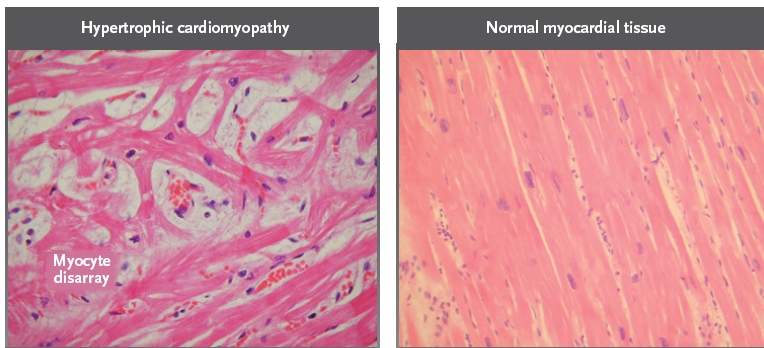 Hypertrophic cardiomyopathy
Normal myocardial tissue
Myocyte
disarray